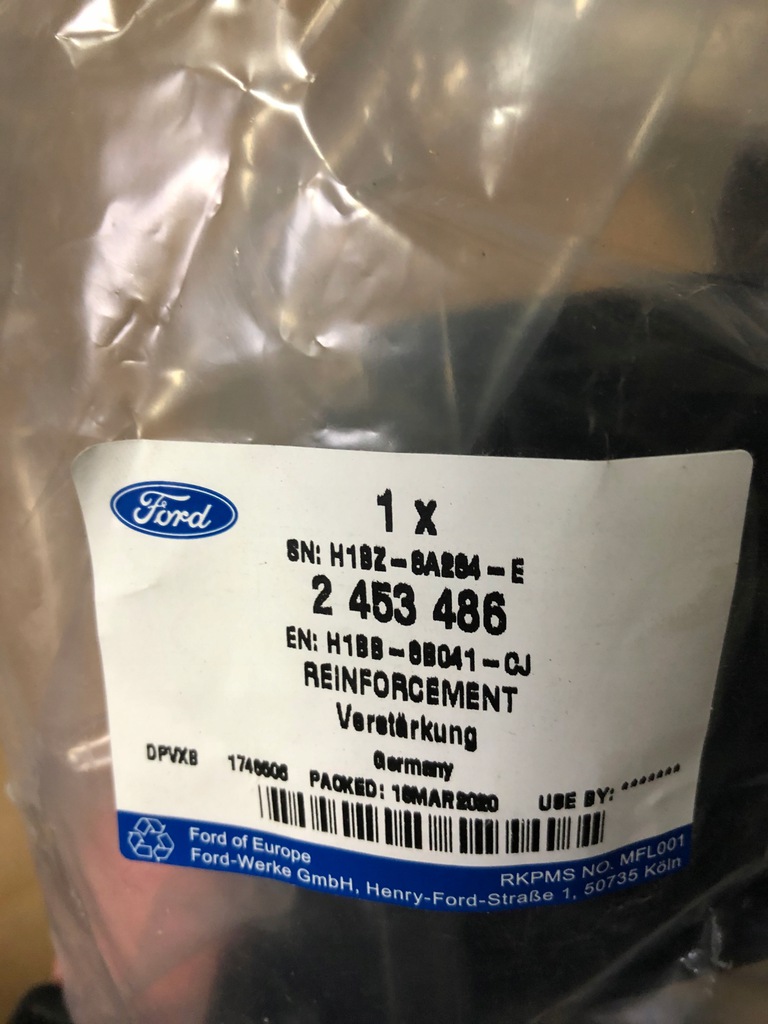 Ford
1 x
SN: H1BZ-8A284-E
2 453 486
EN: H1BB-8B041-CJ
REINFORCEMENT
Verstärkung
Germany
DPVXB 1746606 PACKED: 18MAR2020 USE BY: *******
Ford of Europe
Ford-Werke GmbH, Henry-Ford-Straße 1, 50735 Köln
RKPMS NO. MFL001